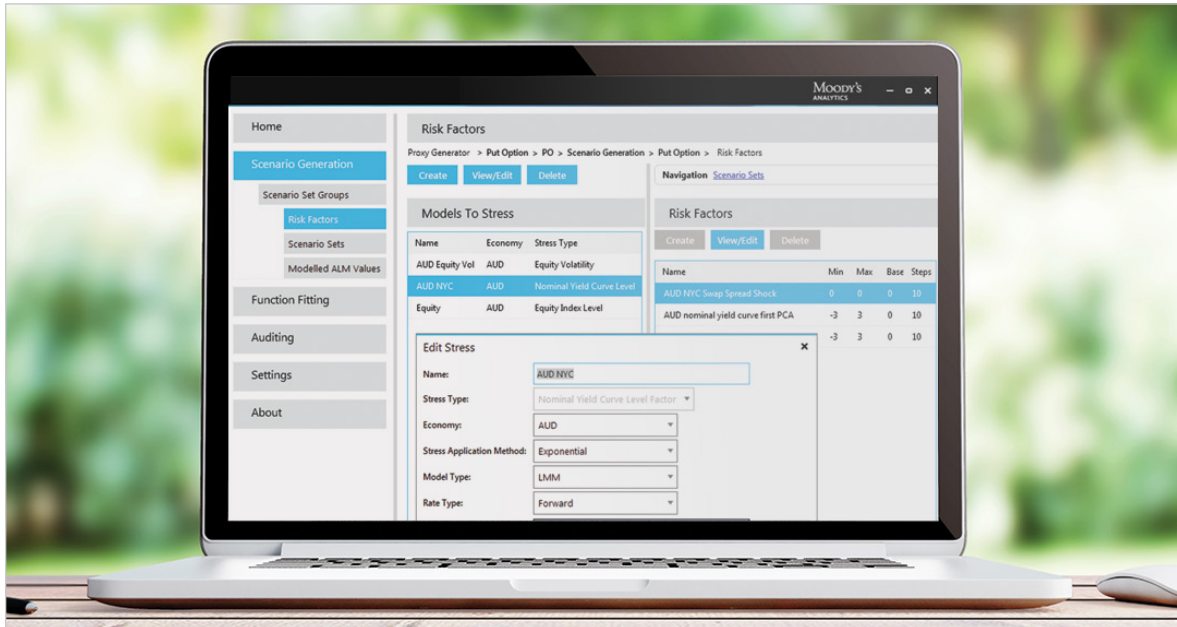 MOODY'S
ANALYTICS
Home
Scenario Generation
Scenario Set Groups
Risk Factors
Scenario Sets
Modelled ALM Values
Function Fitting
Auditing
Settings
About
Risk Factors
Proxy Generator > Put Option > PO > Scenario Generation > Put Option > Risk Factors
Create View/Edit Delete
Navigation Scenario Sets
Models To Stress
Name Economy Stress Type
AUD Equity Vol AUD Equity Volatility
AUD NYC AUD Nominal Yield Curve Level
Equity AUD Equity Index Level
Risk Factors
Create View/Edit Delete
Name Min Max Base Steps
AUD NYC Swap Spread Shock 0 0 0 10
AUD nominal yield curve first PCA -3 3 0 10
-3 3 0 10
Edit Stress
Name: AUD NYC
Stress Type: Nominal Yield Curve Level Factor
Economy: AUD
Stress Application Method: Exponential
Model Type: LMM
Rate Type: Forward